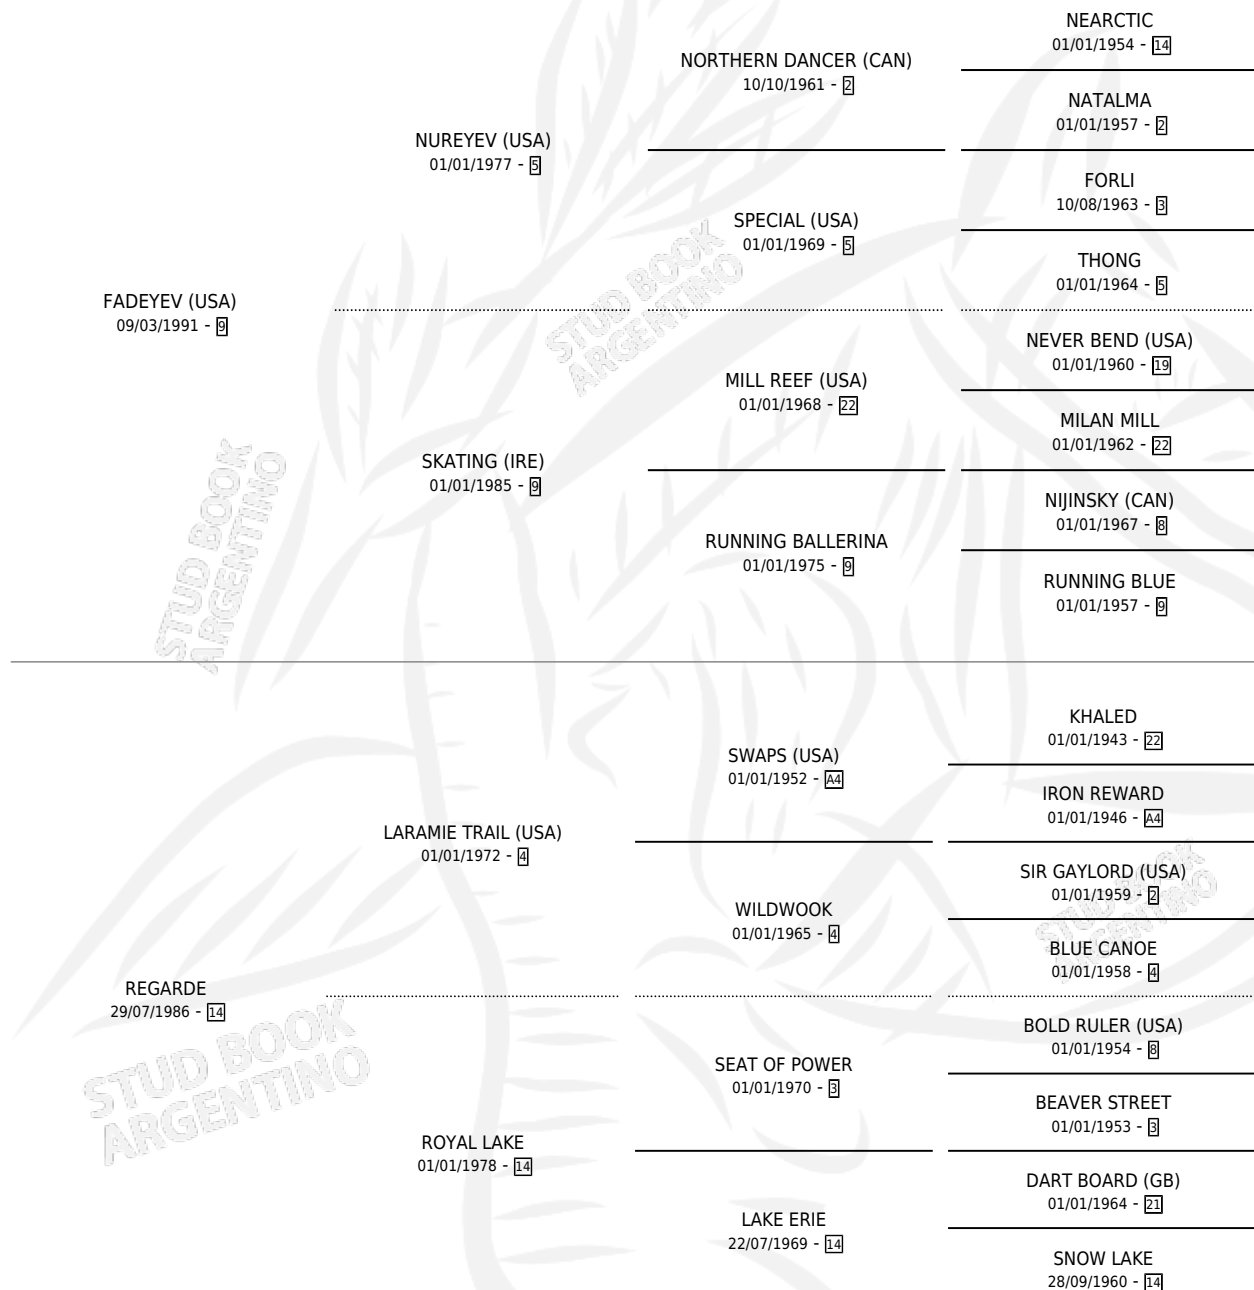 NEARCTIC
01/01/1954 - 14
NORTHERN DANCER (CAN)
10/10/1961 - 2
NATALMA
01/01/1957 - 2
NUREYEV (USA)
01/01/1977 - 5
FORLI
10/08/1963 - 3
SPECIAL (USA)
01/01/1969 - 5
THONG
01/01/1964 - 5
FADEYEV (USA)
09/03/1991 - 9
NEVER BEND (USA)
01/01/1960 - 19
MILL REEF (USA)
01/01/1968 - 22
MILAN MILL
01/01/1962 - 22
SKATING (IRE)
01/01/1985 - 9
NIJINSKY (CAN)
01/01/1967 - 8
RUNNING BALLERINA
01/01/1975 - 9
RUNNING BLUE
01/01/1957 - 9
KHALED
01/01/1943 - 22
SWAPS (USA)
01/01/1952 - A4
IRON REWARD
01/01/1946 - A4
LARAMIE TRAIL (USA)
01/01/1972 - 4
SIR GAYLORD (USA)
01/01/1959 - 2
WILDWOOK
01/01/1965 - 4
BLUE CANOE
01/01/1958 - 4
REGARDE
29/07/1986 - 14
BOLD RULER (USA)
01/01/1954 - 8
SEAT OF POWER
01/01/1970 - 3
BEAVER STREET
01/01/1953 - 3
ROYAL LAKE
01/01/1978 - 14
DART BOARD (GB)
01/01/1964 - 21
LAKE ERIE
22/07/1969 - 14
SNOW LAKE
28/09/1960 - 14
STUD BOOK
ARGENTINO
STUD BOOK
ARGENTINO
STUD BOOK
ARGENTINO
STUD BOOK
ARGENTINO